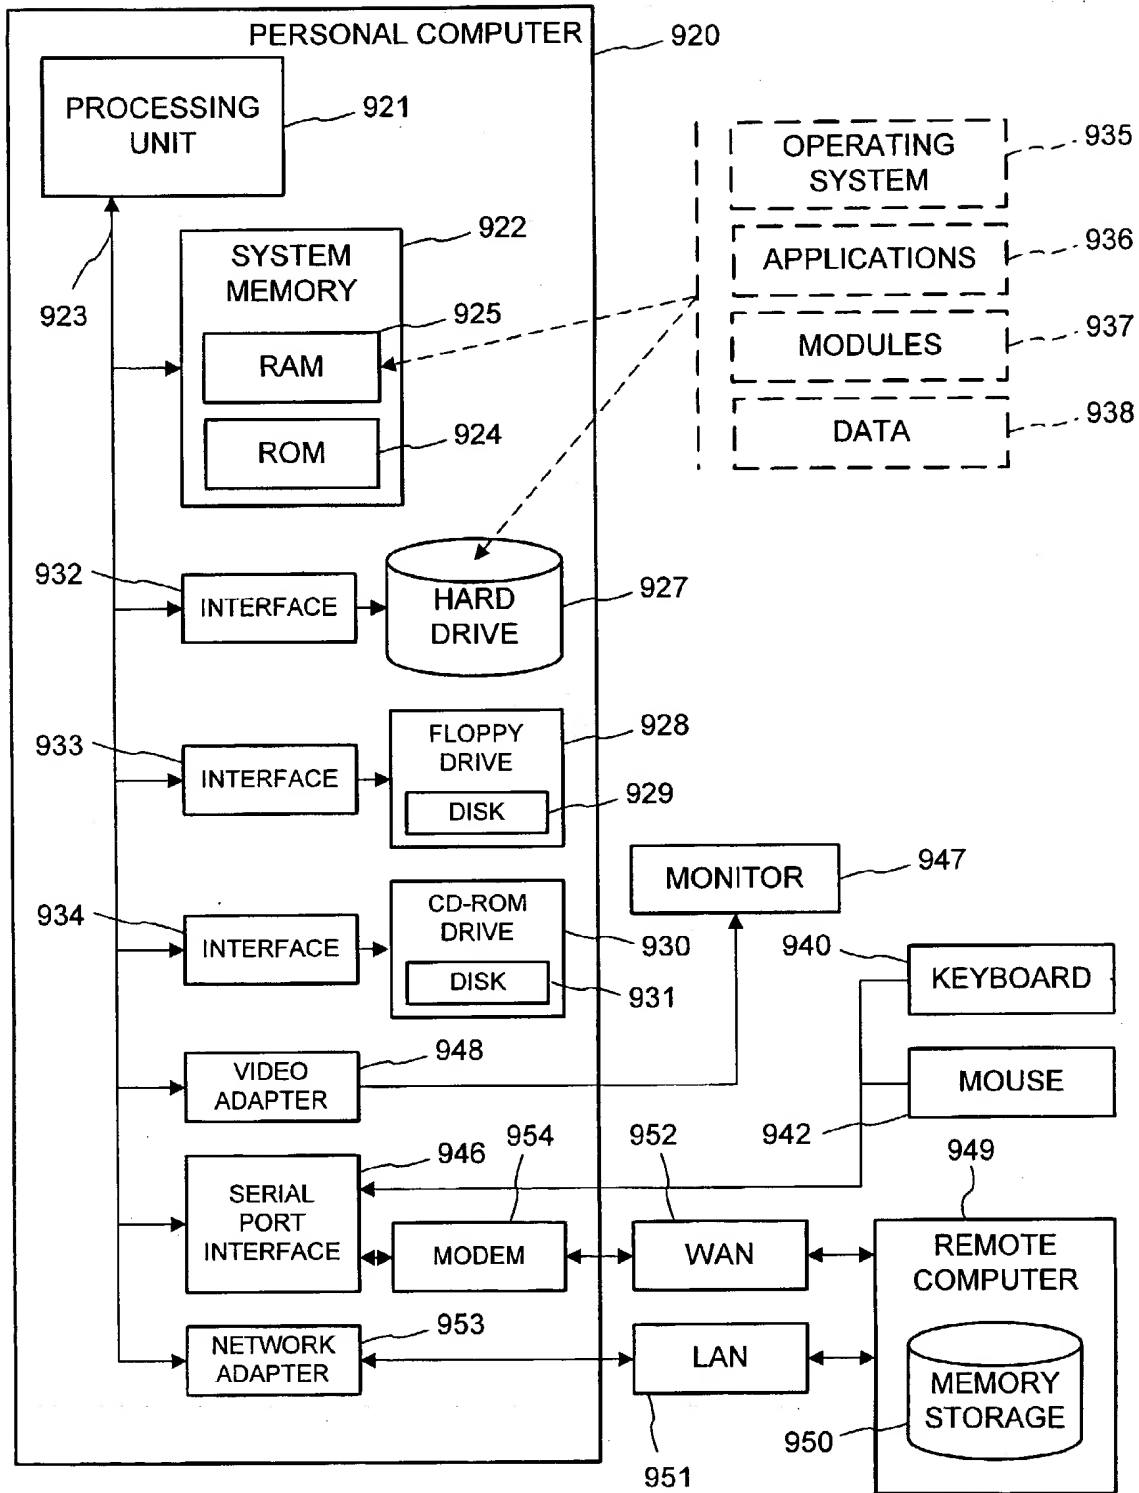 PERSONAL COMPUTER
920
PROCESSING
UNIT
921
923
SYSTEM
MEMORY
922
RAM
925
ROM
924
OPERATING
SYSTEM
935
APPLICATIONS
936
MODULES
937
DATA
938
932
INTERFACE
HARD
DRIVE
927
933
INTERFACE
FLOPPY
DRIVE
928
DISK
929
934
INTERFACE
CD-ROM
DRIVE
930
DISK
931
MONITOR
947
940
KEYBOARD
MOUSE
942
VIDEO
ADAPTER
948
946
SERIAL
PORT
INTERFACE
954
MODEM
952
WAN
949
REMOTE
COMPUTER
MEMORY
STORAGE
950
NETWORK
ADAPTER
953
LAN
951